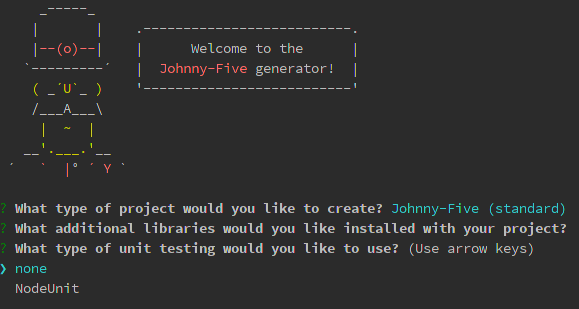 Welcome to the
Johnny-Five generator!
? What type of project would you like to create? Johnny-Five (standard)
? What additional libraries would you like installed with your project?
? What type of unit testing would you like to use? (Use arrow keys)
❯ none
NodeUnit